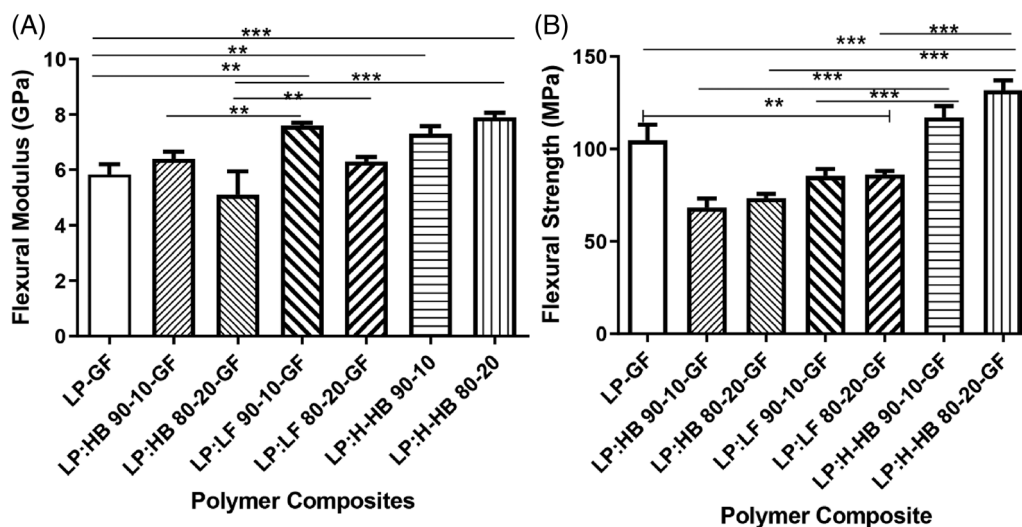 (A)
***
**
**
***
**
**
Flexural Modulus (GPa)
10
8
6
4
2
0
LP-GF
LP:HB 90-10-GF
LP:HB 80-20-GF
LP:LF 90-10-GF
LP:LF 80-20-GF
LP:H-HB 90-10
LP:H-HB 80-20
Polymer Composites
(B)
***
***
***
***
***
**
Flexural Strength (MPa)
150
100
50
0
LP-GF
LP:HB 90-10-GF
LP:HB 80-20-GF
LP:LF 90-10-GF
LP:LF 80-20-GF
LP:H-HB 90-10-GF
LP:H-HB 80-20-GF
Polymer Composite